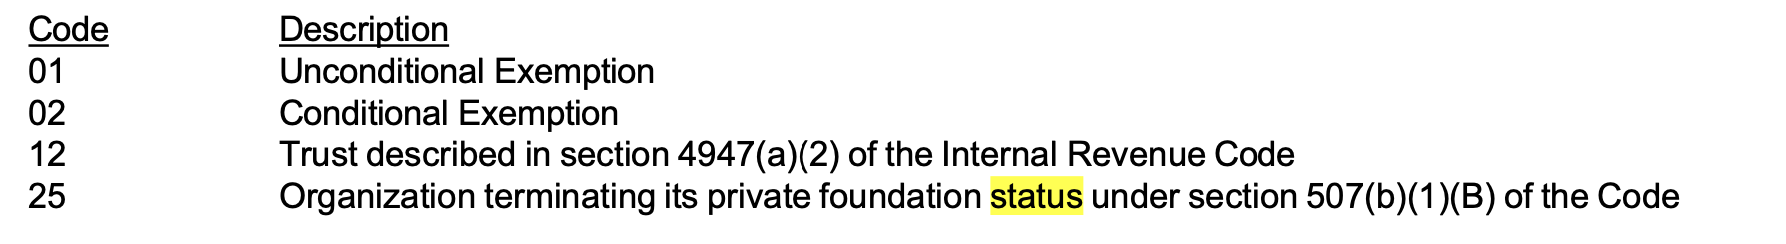 Code Description
01 Unconditional Exemption
02 Conditional Exemption
12 Trust described in section 4947(a)(2) of the Internal Revenue Code
25 Organization terminating its private foundation status under section 507(b)(1)(B) of the Code